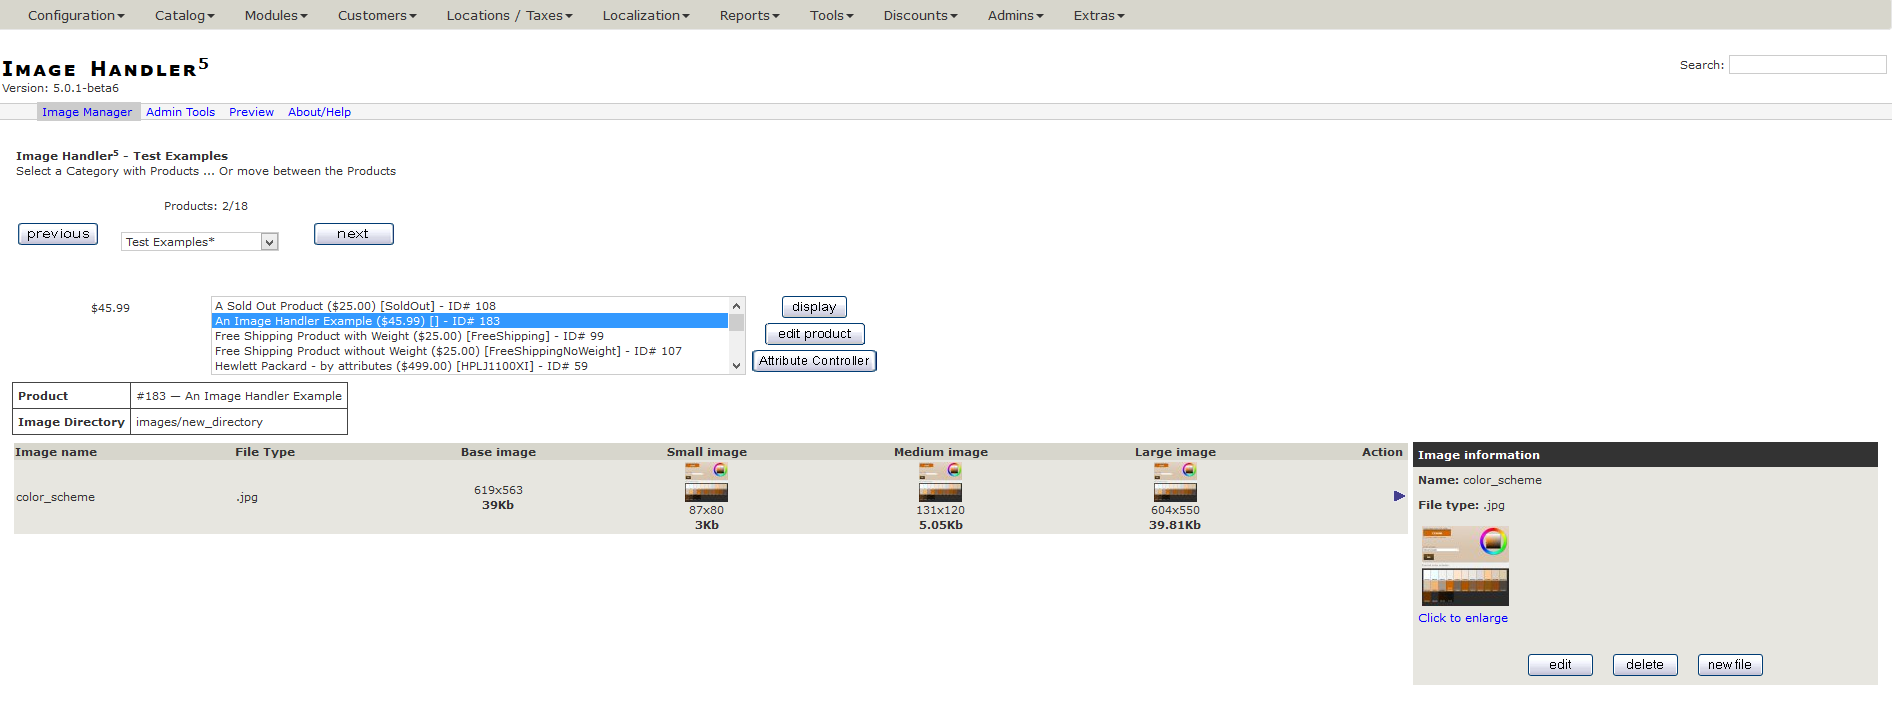 Configuration Catalog Modules Customers Locations / Taxes Localization Reports Tools Discounts Admins Extras
Image Handler⁵
Search:
Version: 5.0.1-beta6
Image Manager Admin Tools Preview About/Help
Image Handler⁵ - Test Examples
Select a Category with Products ... Or move between the Products
Products: 2/18
previous Test Examples* next
$45.99
A Sold Out Product ($25.00) [SoldOut] - ID# 108
An Image Handler Example ($45.99) [] - ID# 183
Free Shipping Product with Weight ($25.00) [FreeShipping] - ID# 99
Free Shipping Product without Weight ($25.00) [FreeShippingNoWeight] - ID# 107
Hewlett Packard - by attributes ($499.00) [HPLJ1100XI] - ID# 59
display
edit product
Attribute Controller
Product #183 — An Image Handler Example
Image Directory images/new_directory
Image name File Type Base image Small image Medium image Large image Action
color_scheme .jpg
619x563
39Kb
87x80
3Kb
131x120
5.05Kb
604x550
39.81Kb
Image information
Name: color_scheme
File type: .jpg
Click to enlarge
edit delete new file